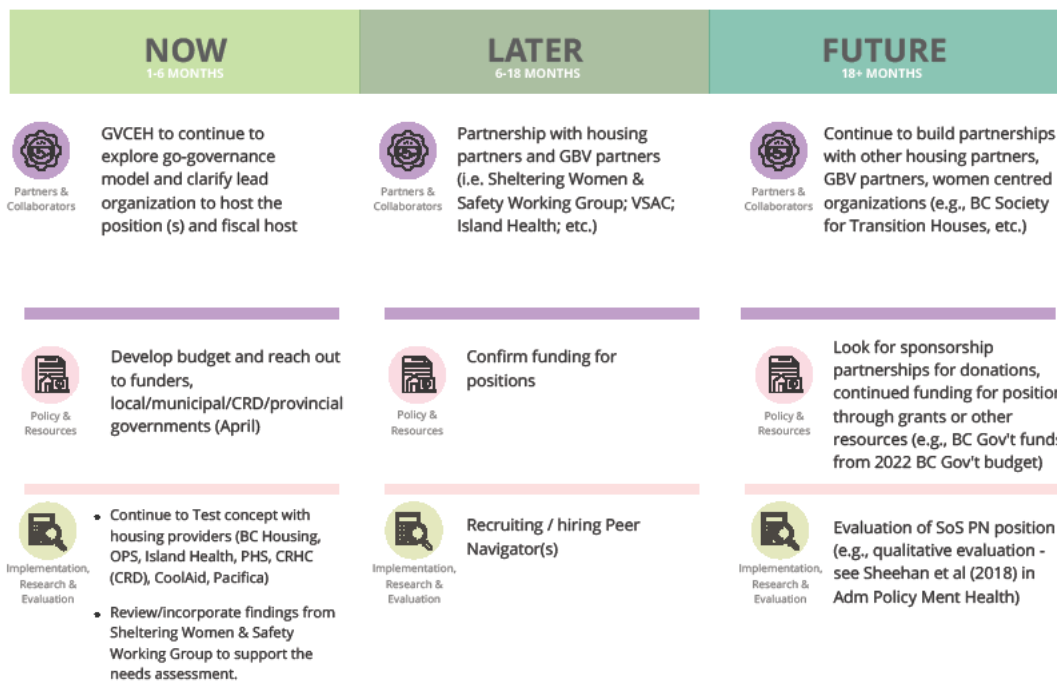 NOW
1-6 MONTHS
LATER
6-18 MONTHS
FUTURE
18+ MONTHS
Partners &
Collaborators
GVCEH to continue to
explore go-governance
model and clarify lead
organization to host the
position (s) and fiscal host
Partners &
Collaborators
Partnership with housing
partners and GBV partners
(i.e. Sheltering Women &
Safety Working Group; VSAC;
Island Health; etc.)
Partners &
Collaborators
Continue to build partnerships
with other housing partners,
GBV partners, women centred
organizations (e.g., BC Society
for Transition Houses, etc.)
Policy &
Resources
Develop budget and reach out
to funders,
local/municipal/CRD/provincial
governments (April)
Policy &
Resources
Confirm funding for
positions
Policy &
Resources
Look for sponsorship
partnerships for donations,
continued funding for position
through grants or other
resources (e.g., BC Gov't funds
from 2022 BC Gov't budget)
Implementation,
Research &
Evaluation
• Continue to Test concept with
housing providers (BC Housing,
OPS, Island Health, PHS, CRHC
(CRD), CoolAid, Pacifica)
• Review/incorporate findings from
Sheltering Women & Safety
Working Group to support the
needs assessment.
Implementation,
Research &
Evaluation
Recruiting / hiring Peer
Navigator(s)
Implementation,
Research &
Evaluation
Evaluation of SoS PN position
(e.g., qualitative evaluation -
see Sheehan et al (2018) in
Adm Policy Ment Health)